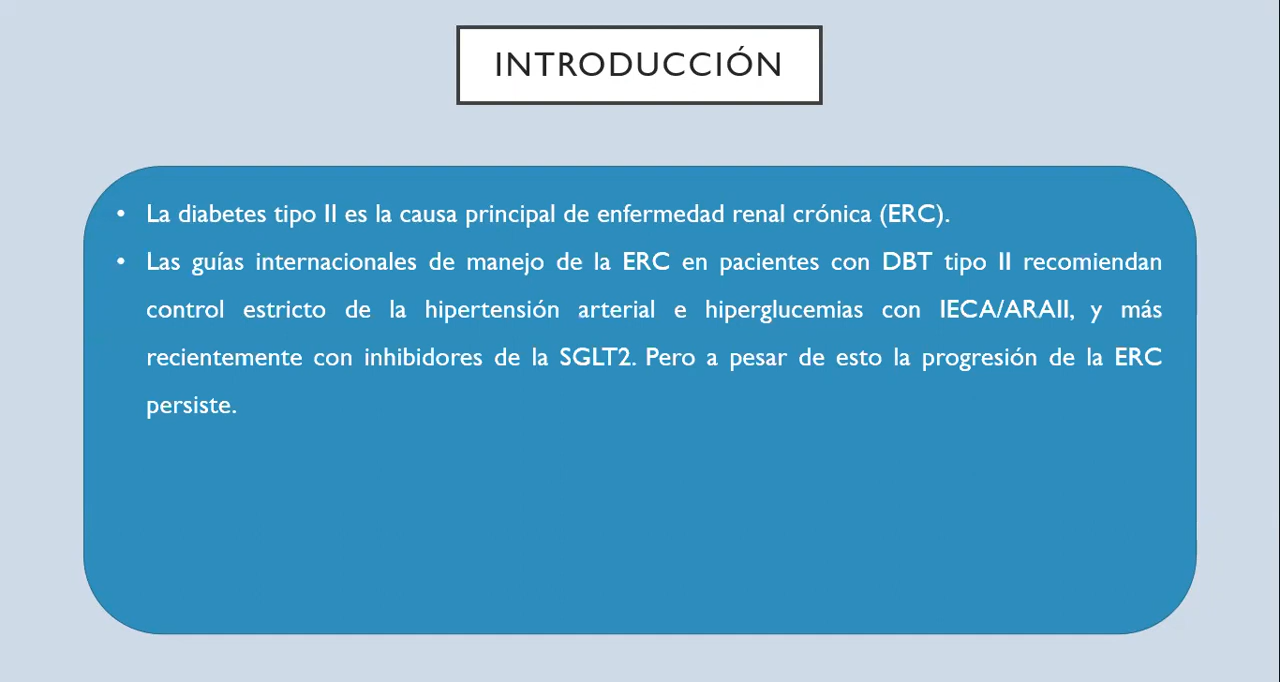 INTRODUCCIÓN
• La diabetes tipo II es la causa principal de enfermedad renal crónica (ERC).
• Las guías internacionales de manejo de la ERC en pacientes con DBT tipo II recomiendan
control estricto de la hipertensión arterial e hiperglucemias con IECA/ARAII, y más
recientemente con inhibidores de la SGLT2. Pero a pesar de esto la progresión de la ERC
persiste.